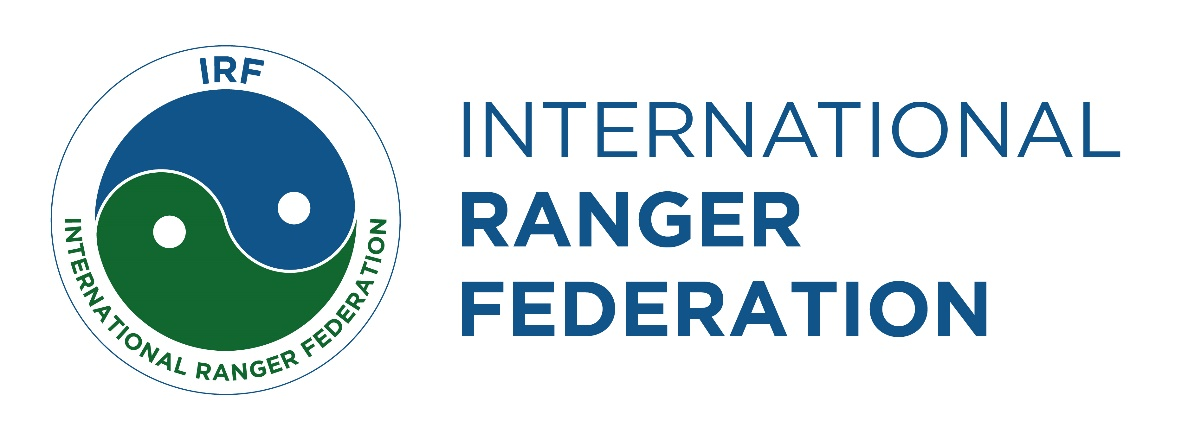 IRF
INTERNATIONAL RANGER FEDERATION
INTERNATIONAL
RANGER
FEDERATION